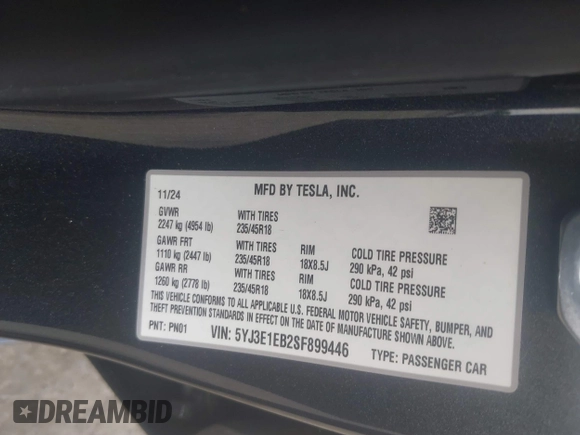 MFD BY TESLA, INC.
11/24
GVWR WITH TIRES
2247 kg (4954 lb) 235/45R18
GAWR FRT WITH TIRES RIM COLD TIRE PRESSURE
1110 kg (2447 lb) 235/45R18 18X8.5J 290 kPa, 42 psi
GAWR RR WITH TIRES RIM COLD TIRE PRESSURE
1260 kg (2778 lb) 235/45R18 18X8.5J 290 kPa, 42 psi
THIS VEHICLE CONFORMS TO ALL APPLICABLE U.S. FEDERAL MOTOR VEHICLE SAFETY, BUMPER, AND
THEFT PREVENTION STANDARDS IN EFFECT ON THE DATE OF MANUFACTURE SHOWN ABOVE.
PNT: PN01 VIN: 5YJ3E1EB2SF899446 TYPE: PASSENGER CAR
DREAMBID